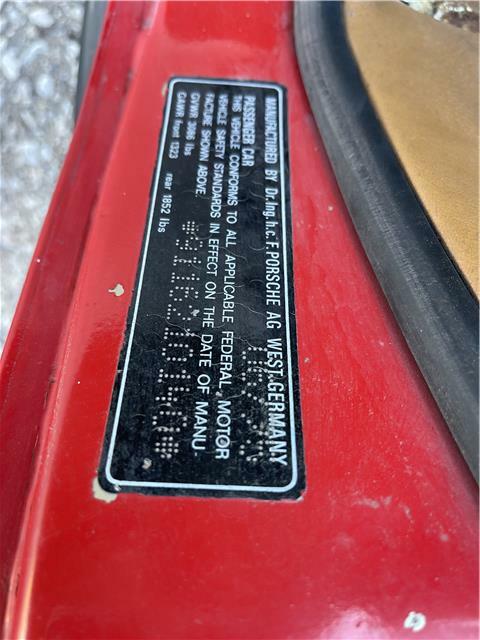 MANUFACTURED BY Dr.Ing.h.c.F.PORSCHE AG WEST-GERMANY
PASSENGER CAR
THIS VEHICLE CONFORMS TO ALL APPLICABLE FEDERAL MOTOR
VEHICLE SAFETY STANDARDS IN EFFECT ON THE DATE OF MANU
FACTURE SHOWN ABOVE.
GVWR 3086 lbs
GAWR front 1323 rear 1852 lbs